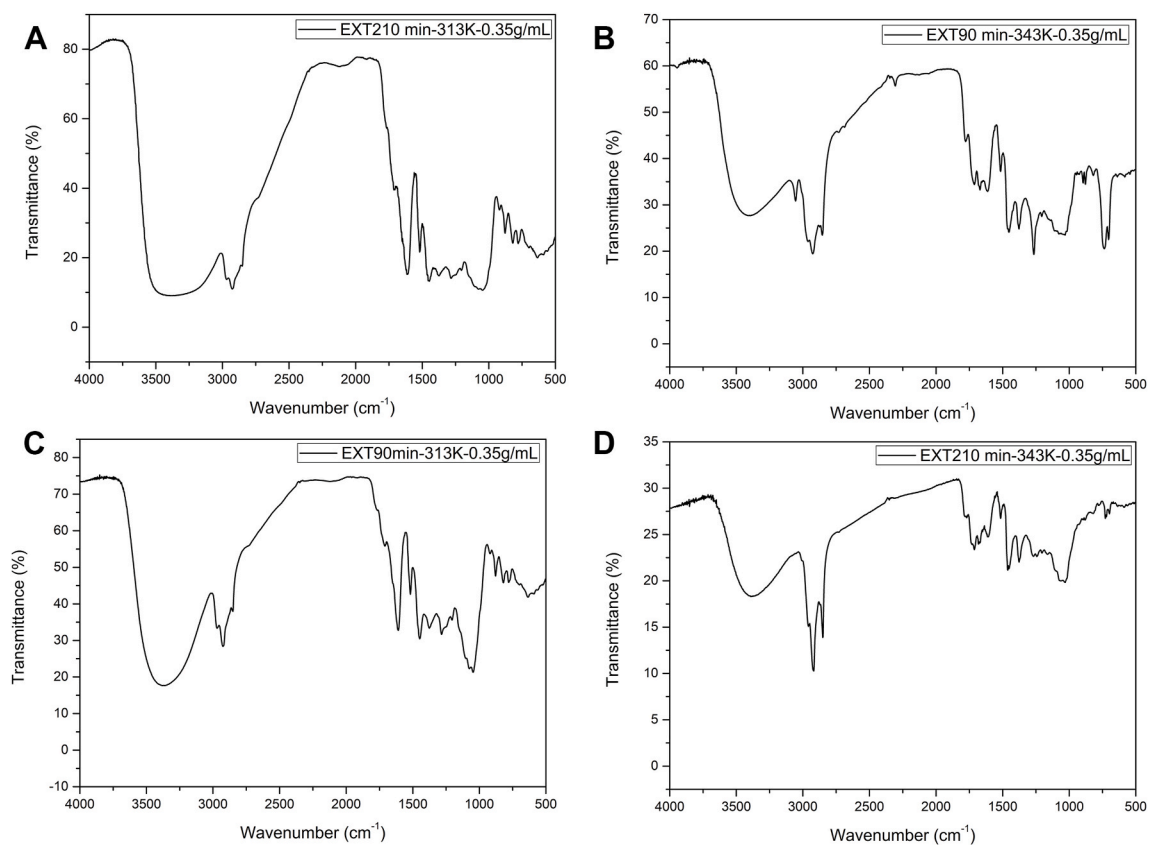 A
EXT210 min-313K-0.35g/mL
80
60
40
20
0
Transmittance (%)
4000 3500 3000 2500 2000 1500 1000 500
Wavenumber (cm-1)
B
EXT90 min-343K-0.35g/mL
70
60
50
40
30
20
10
0
Transmittance (%)
4000 3500 3000 2500 2000 1500 1000 500
Wavenumber (cm-1)
C
EXT90min-313K-0.35g/mL
80
70
60
50
40
30
20
10
0
-10
Transmittance (%)
4000 3500 3000 2500 2000 1500 1000 500
Wavenumber (cm-1)
D
EXT210 min-343K-0.35g/mL
35
30
25
20
15
10
5
0
Transmittance (%)
4000 3500 3000 2500 2000 1500 1000 500
Wavenumber (cm-1)